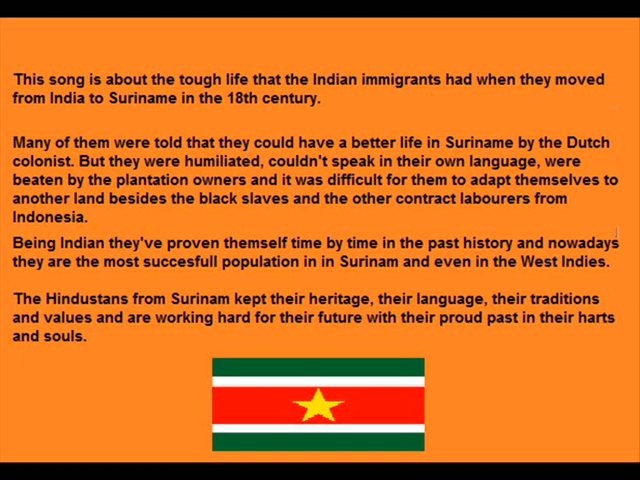 This song is about the tough life that the Indian immigrants had when they moved
from India to Suriname in the 18th century.
Many of them were told that they could have a better life in Suriname by the Dutch
colonist. But they were humiliated, couldn't speak in their own language, were
beaten by the plantation owners and it was difficult for them to adapt themselves to
another land besides the black slaves and the other contract labourers from
Indonesia.
Being Indian they've proven themself time by time in the past history and nowadays
they are the most succesfull population in in Surinam and even in the West Indies.
The Hindustans from Surinam kept their heritage, their language, their traditions
and values and are working hard for their future with their proud past in their harts
and souls.